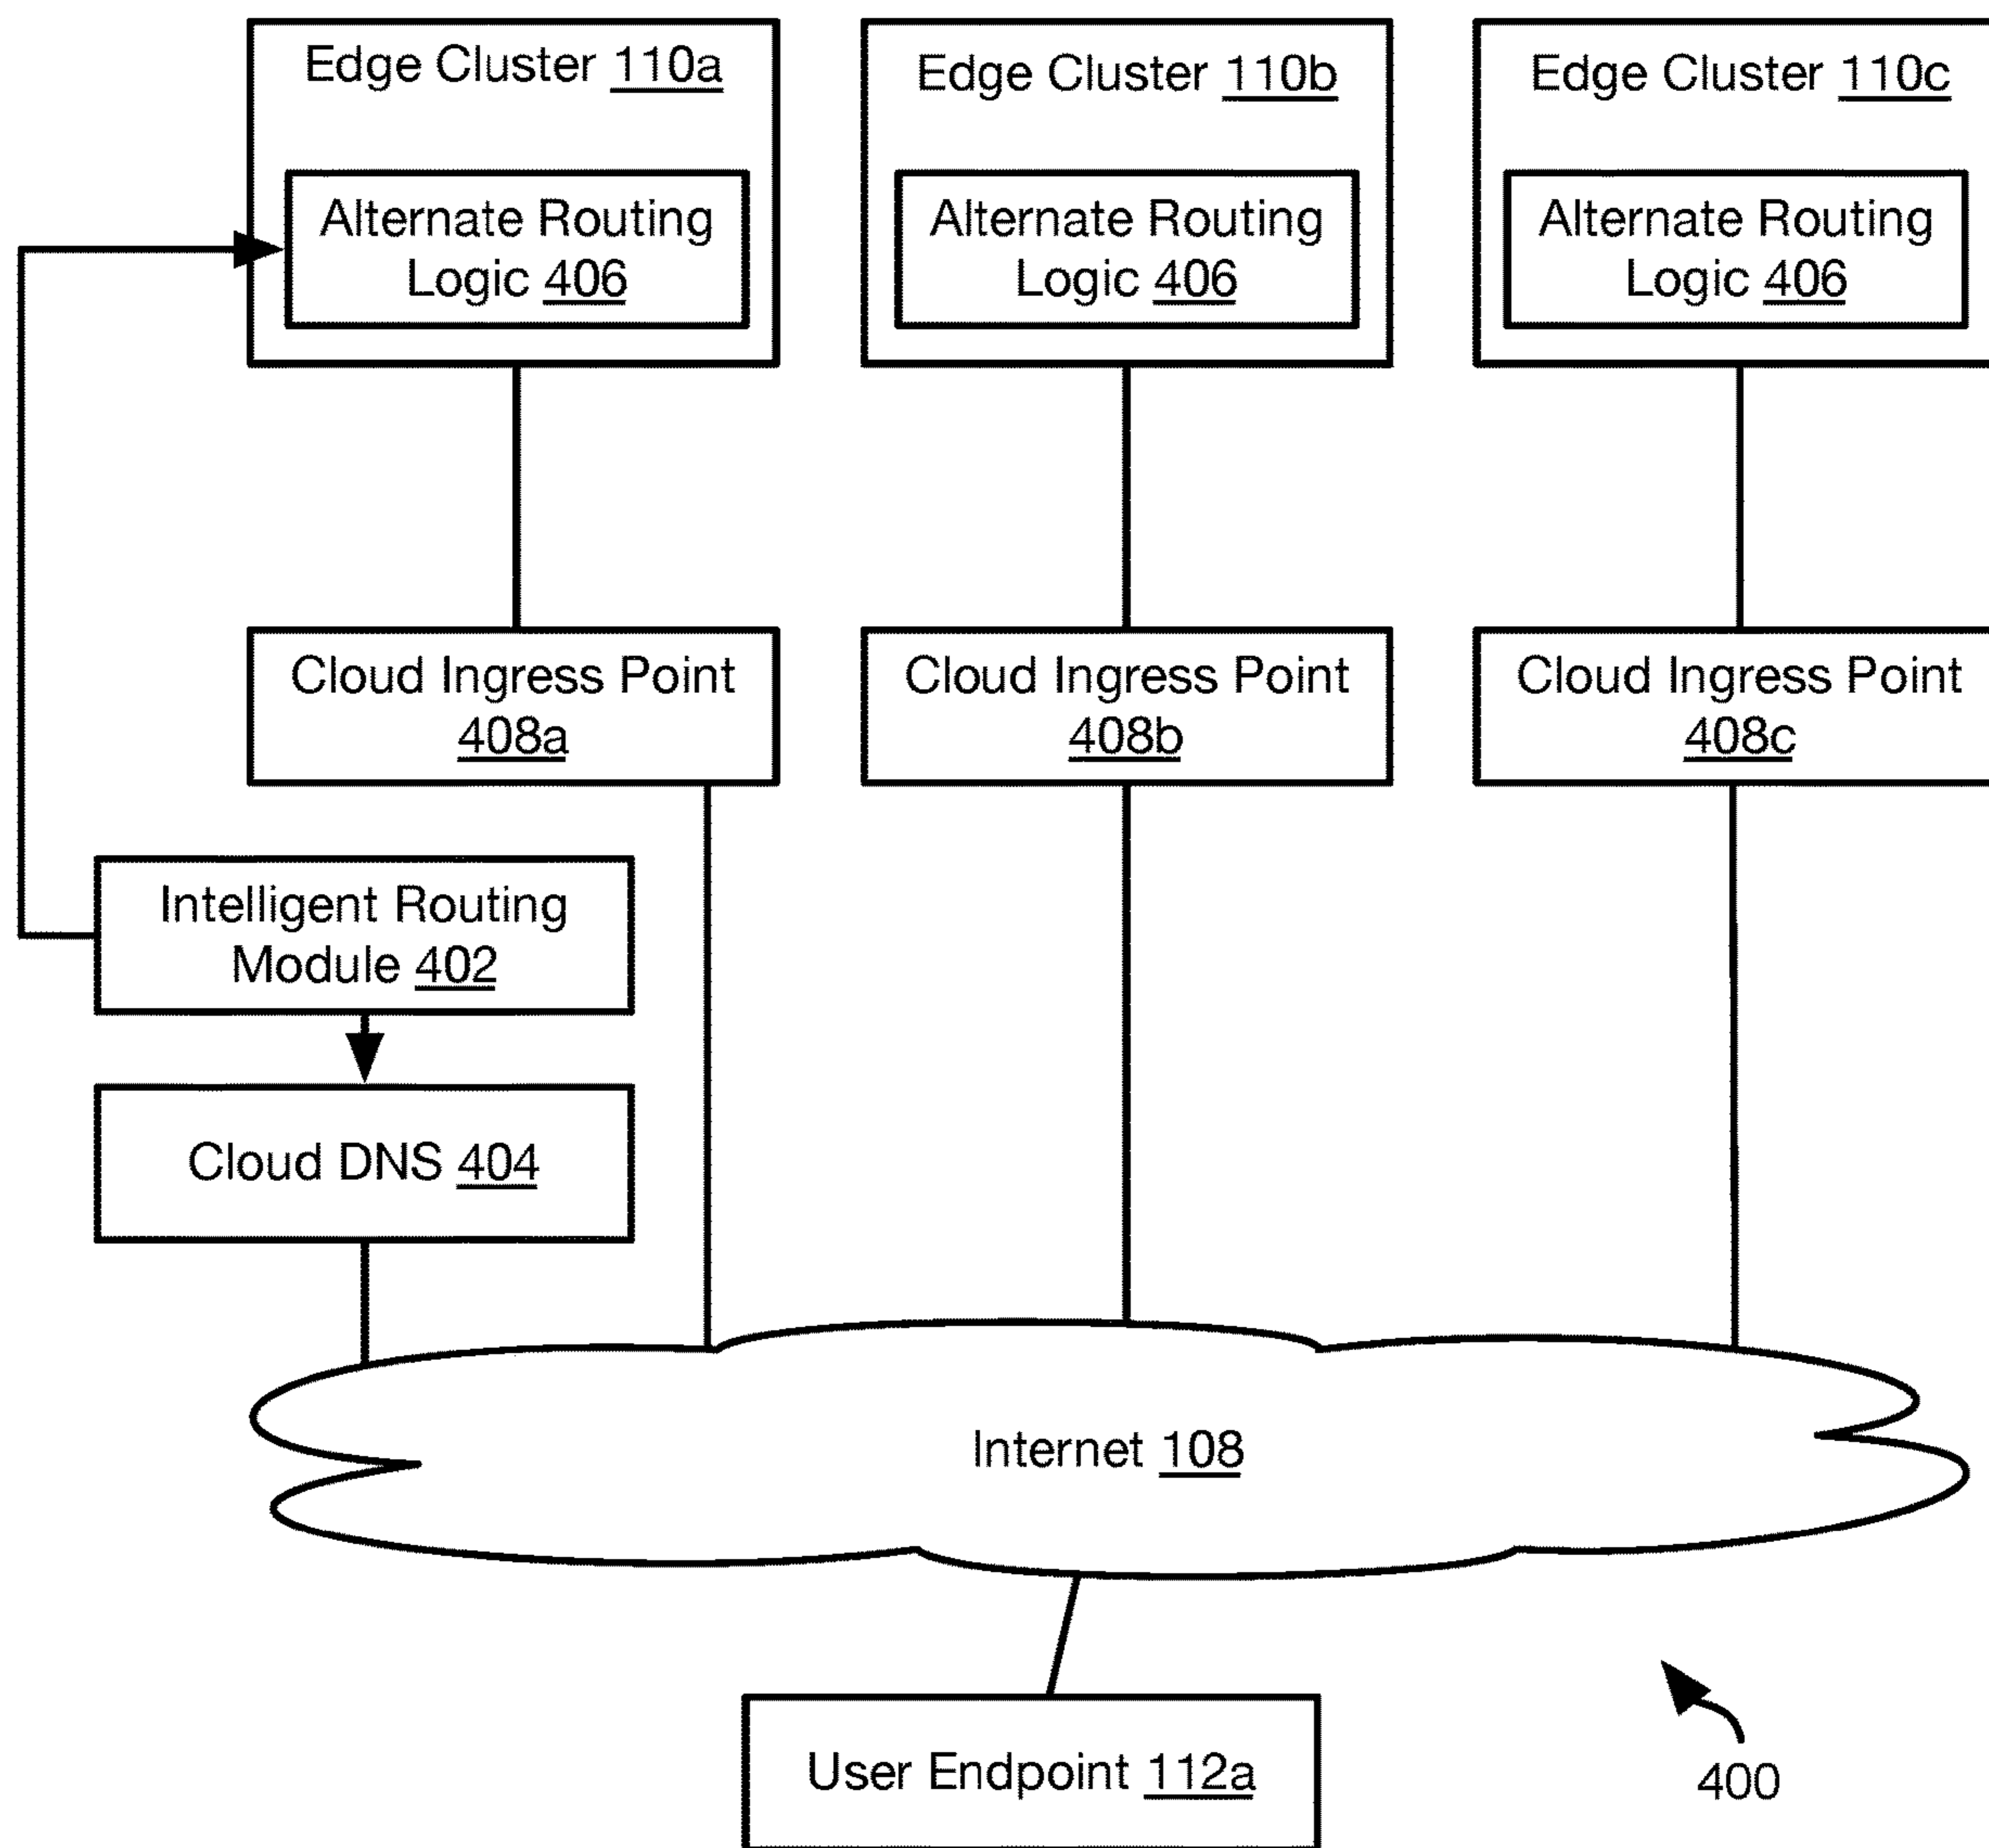 Edge Cluster 110a
Alternate Routing
Logic 406
Edge Cluster 110b
Alternate Routing
Logic 406
Edge Cluster 110c
Alternate Routing
Logic 406
Cloud Ingress Point
408a
Cloud Ingress Point
408b
Cloud Ingress Point
408c
Intelligent Routing
Module 402
Cloud DNS 404
Internet 108
User Endpoint 112a
400